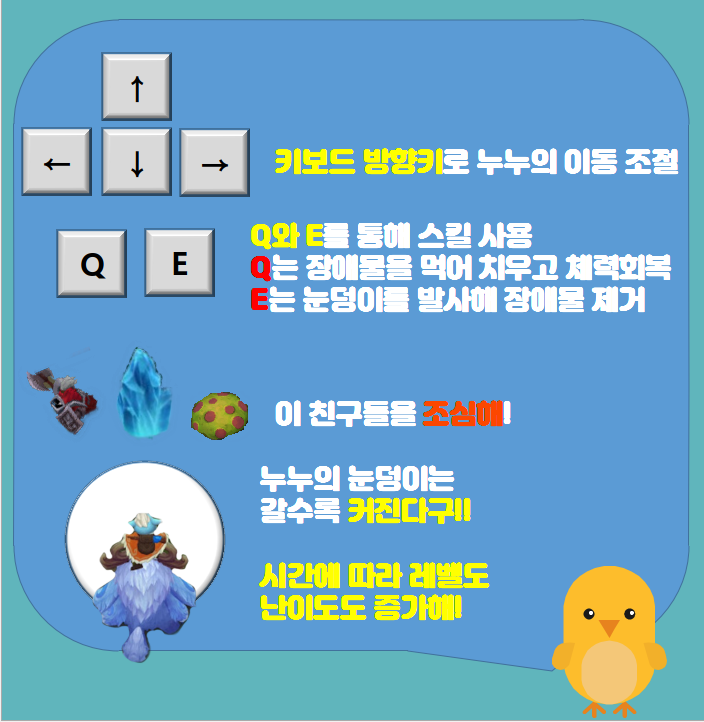 ↑
← ↓ →
키보드 방향키로 누누의 이동 조절
Q E
Q와 E를 통해 스킬 사용
Q는 장애물을 먹어 치우고 체력회복
E는 눈덩이를 발사해 장애물 제거
이 친구들을 조심해!
누누의 눈덩이는
갈수록 커진다구!!
시간에 따라 레벨도
난이도도 증가해!